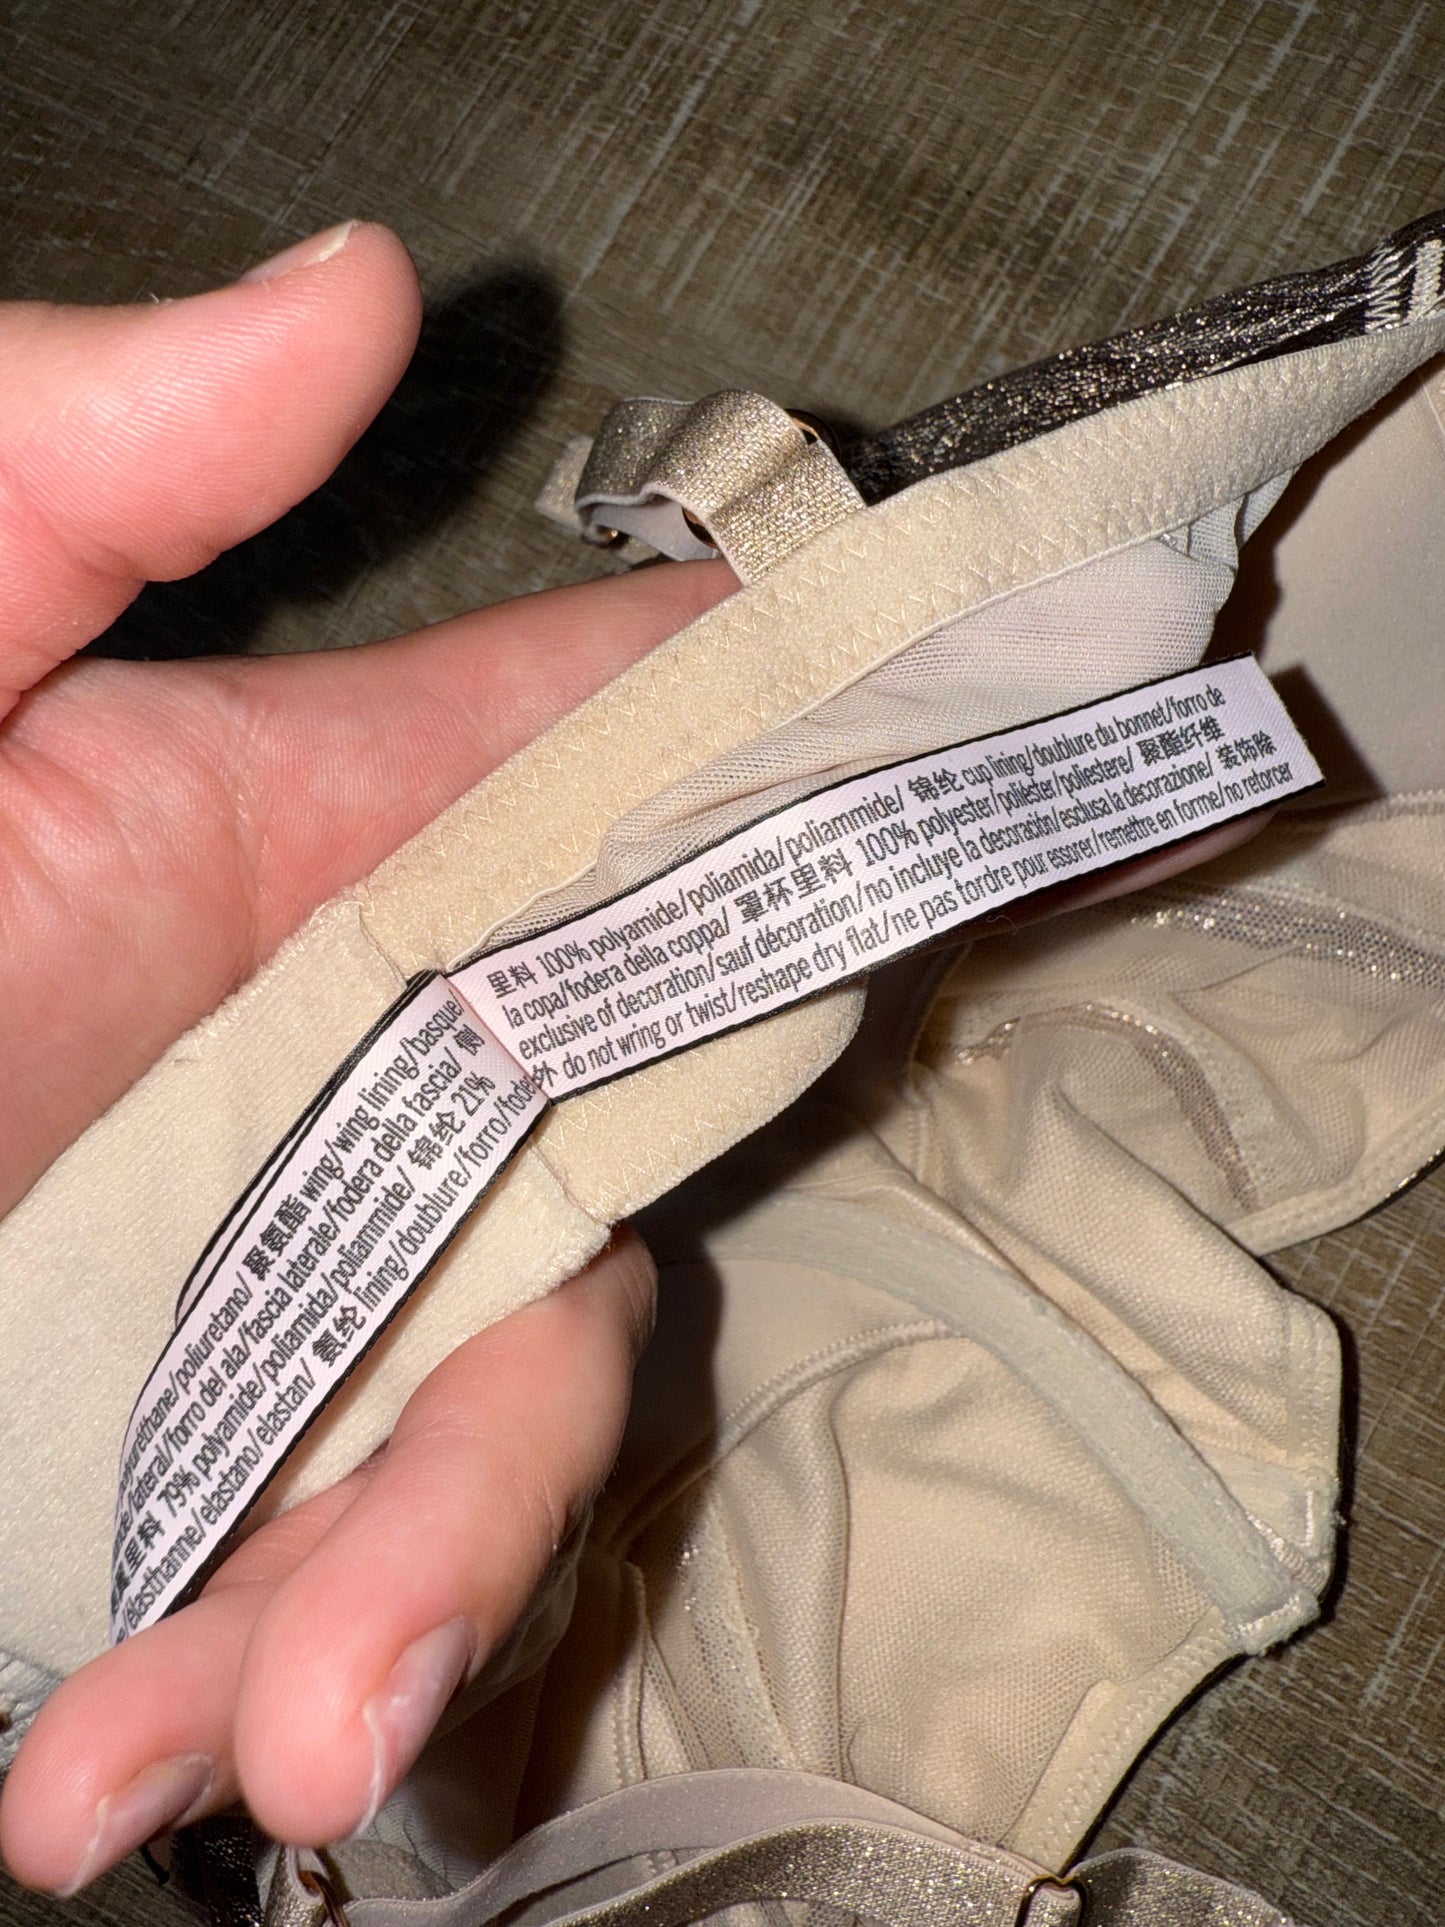 里料 100% polyamide/poliamida/poliammide/ 锦纶 cup lining/doublure du bonnet/forro de
la copa/fodera della coppa/ 罩杯里料 100% polyester/poliéster/poliestere/ 聚酯纤维
exclusive of decoration/sauf décoration/no incluye la decoración/esclusa la decorazione/ 装饰除
外 do not wring or twist/reshape dry flat/ne pas tordre pour essorer/remettre en forme/no retorcer
/poliuretano/ 聚氨酯 wing/wing lining/basque
lateral/forro del ala/fascia laterale/fodera della fascia/ 侧
里料 79% polyamide/poliamida/poliammide/ 锦纶 21%
/élasthanne/elastano/elastan/ 氨纶 lining/doublure/forro/